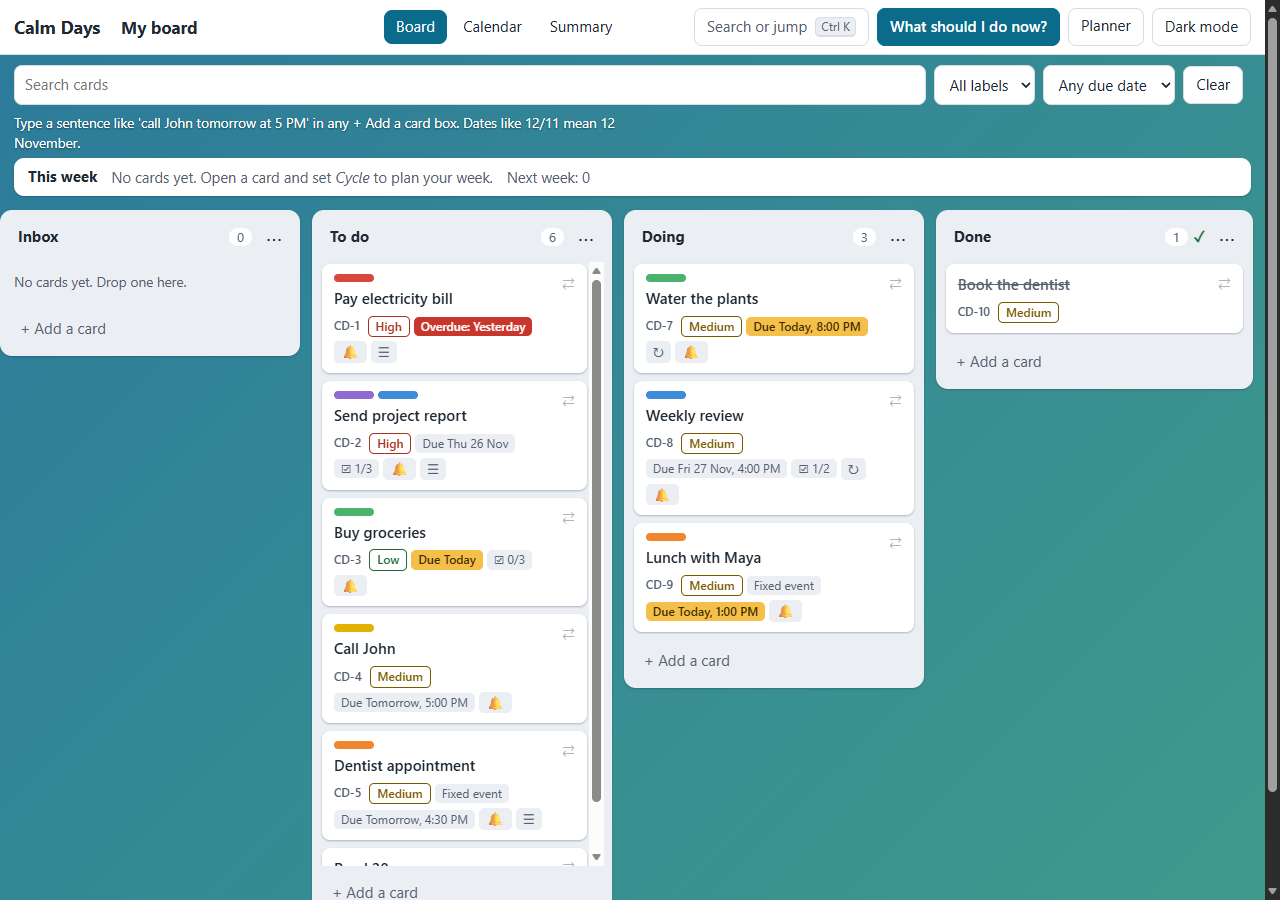 Calm Days My board Board Calendar Summary Search or jump Ctrl K What should I do now? Planner Dark mode
Search cards All labels Any due date Clear
Type a sentence like 'call John tomorrow at 5 PM' in any + Add a card box. Dates like 12/11 mean 12
November.
This week No cards yet. Open a card and set Cycle to plan your week. Next week: 0
Inbox 0 ...
No cards yet. Drop one here.
+ Add a card
To do 6 ...
Pay electricity bill
CD-1 High Overdue: Yesterday
Send project report
CD-2 High Due Thu 26 Nov
1/3
Buy groceries
CD-3 Low Due Today 0/3
Call John
CD-4 Medium
Due Tomorrow, 5:00 PM
Dentist appointment
CD-5 Medium Fixed event
Due Tomorrow, 4:30 PM
+ Add a card
Doing 3 ...
Water the plants
CD-7 Medium Due Today, 8:00 PM
Weekly review
CD-8 Medium
Due Fri 27 Nov, 4:00 PM 1/2
Lunch with Maya
CD-9 Medium Fixed event
Due Today, 1:00 PM
+ Add a card
Done 1 ✓ ...
Book the dentist
CD-10 Medium
+ Add a card